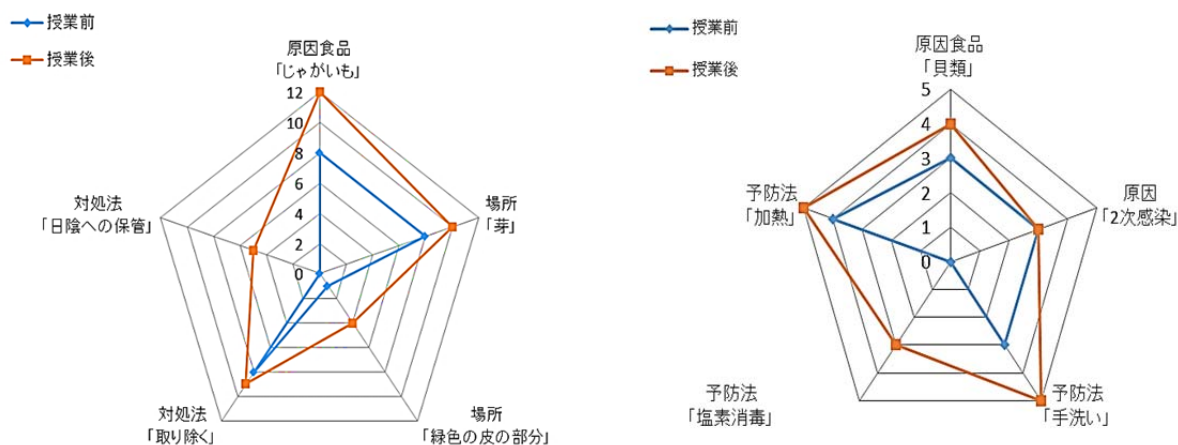 授業前
授業後
原因食品
「じゃがいも」
12
10
8
6
4
2
0
場所
「芽」
場所
「緑色の皮の部分」
対処法
「取り除く」
対処法
「日陰への保管」
授業前
授業後
原因食品
「貝類」
5
4
3
2
1
0
原因
「2次感染」
予防法
「手洗い」
予防法
「塩素消毒」
予防法
「加熱」